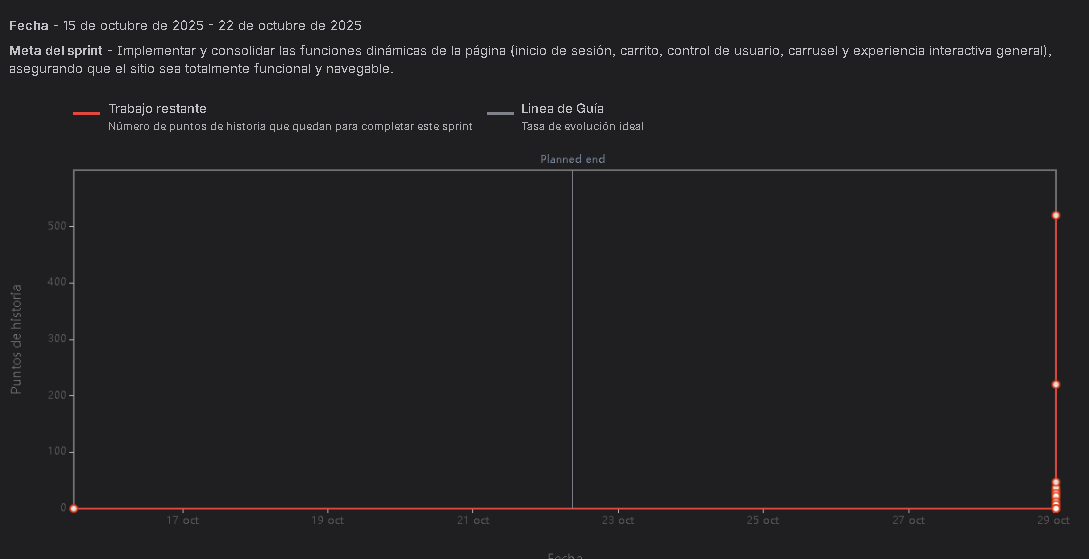 Fecha - 15 de octubre de 2025 - 22 de octubre de 2025
Meta del sprint - Implementar y consolidar las funciones dinámicas de la página (inicio de sesión, carrito, control de usuario, carrusel y experiencia interactiva general),
asegurando que el sitio sea totalmente funcional y navegable.
Trabajo restante
Número de puntos de historia que quedan para completar este sprint
Linea de Guía
Tasa de evolución ideal
Planned end
Puntos de historia
500
400
300
200
100
0
17 oct
19 oct
21 oct
23 oct
25 oct
27 oct
29 oct
Fecha